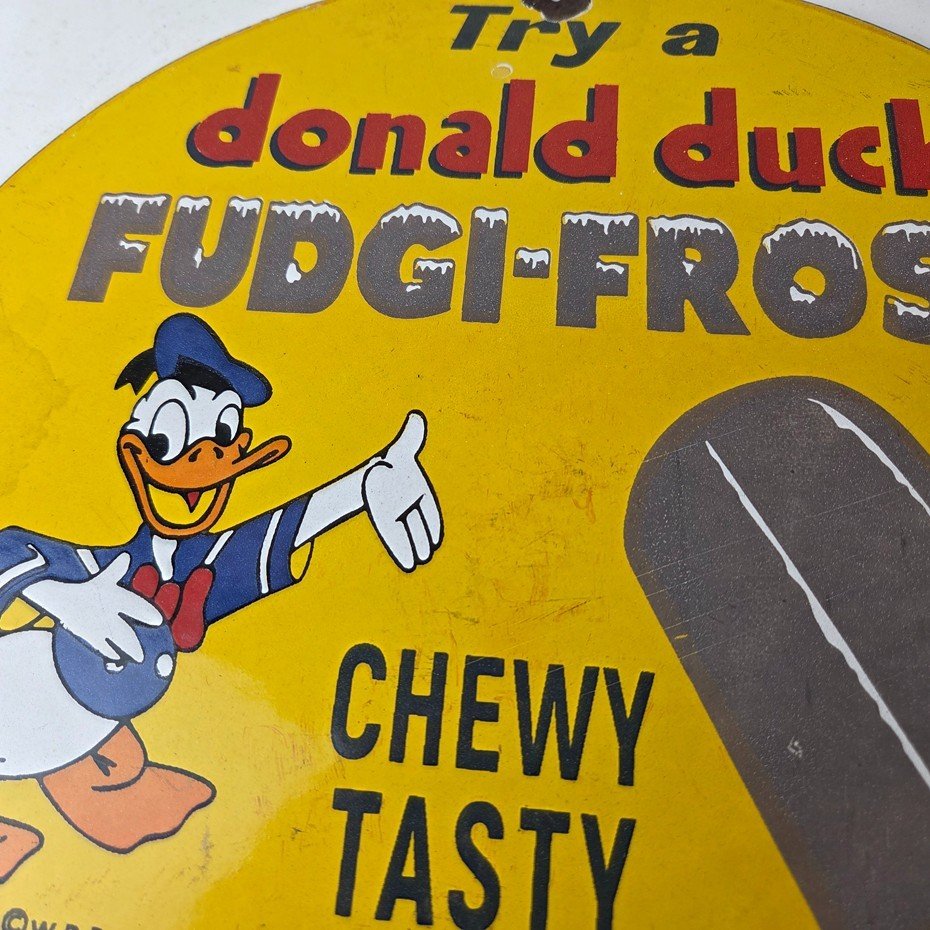 Try a
donald duck
FUDGI-FROS
CHEWY
TASTY
©W.D.